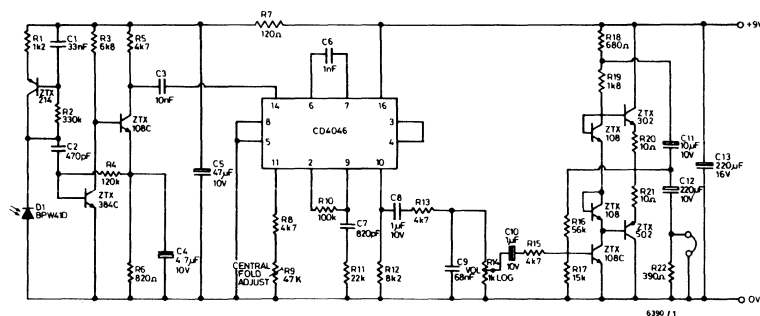 R1
1k2
C1
33nF
R3
6k8
R5
4k7
R7
120Ω
C6
1nF
R18
680Ω
+9v
C3
10nF
ZTX
214
R2
330k
ZTX
108C
14
6
7
16
8
5
CD4046
3
4
11
2
9
10
R19
1k8
ZTX
302
ZTX
108
R20
10Ω
C11
10µF
10V
C13
220µF
16V
C2
470pF
R4
120k
C5
47µF
10V
D1
BPW41D
ZTX
384C
C4
4.7µF
10V
R6
820Ω
R8
4k7
R10
100k
C7
820pF
C8
1µF
10V
R13
4k7
CENTRAL
FOLD
ADJUST
R9
47K
R11
22k
R12
8k2
C9
68nF
VOL
R14
1k LOG
C10
1µF
10V
R15
4k7
R16
56k
R17
15k
ZTX
108
ZTX
108C
R21
10Ω
ZTX
502
C12
220µF
10V
R22
390Ω
0v
6390 / 1